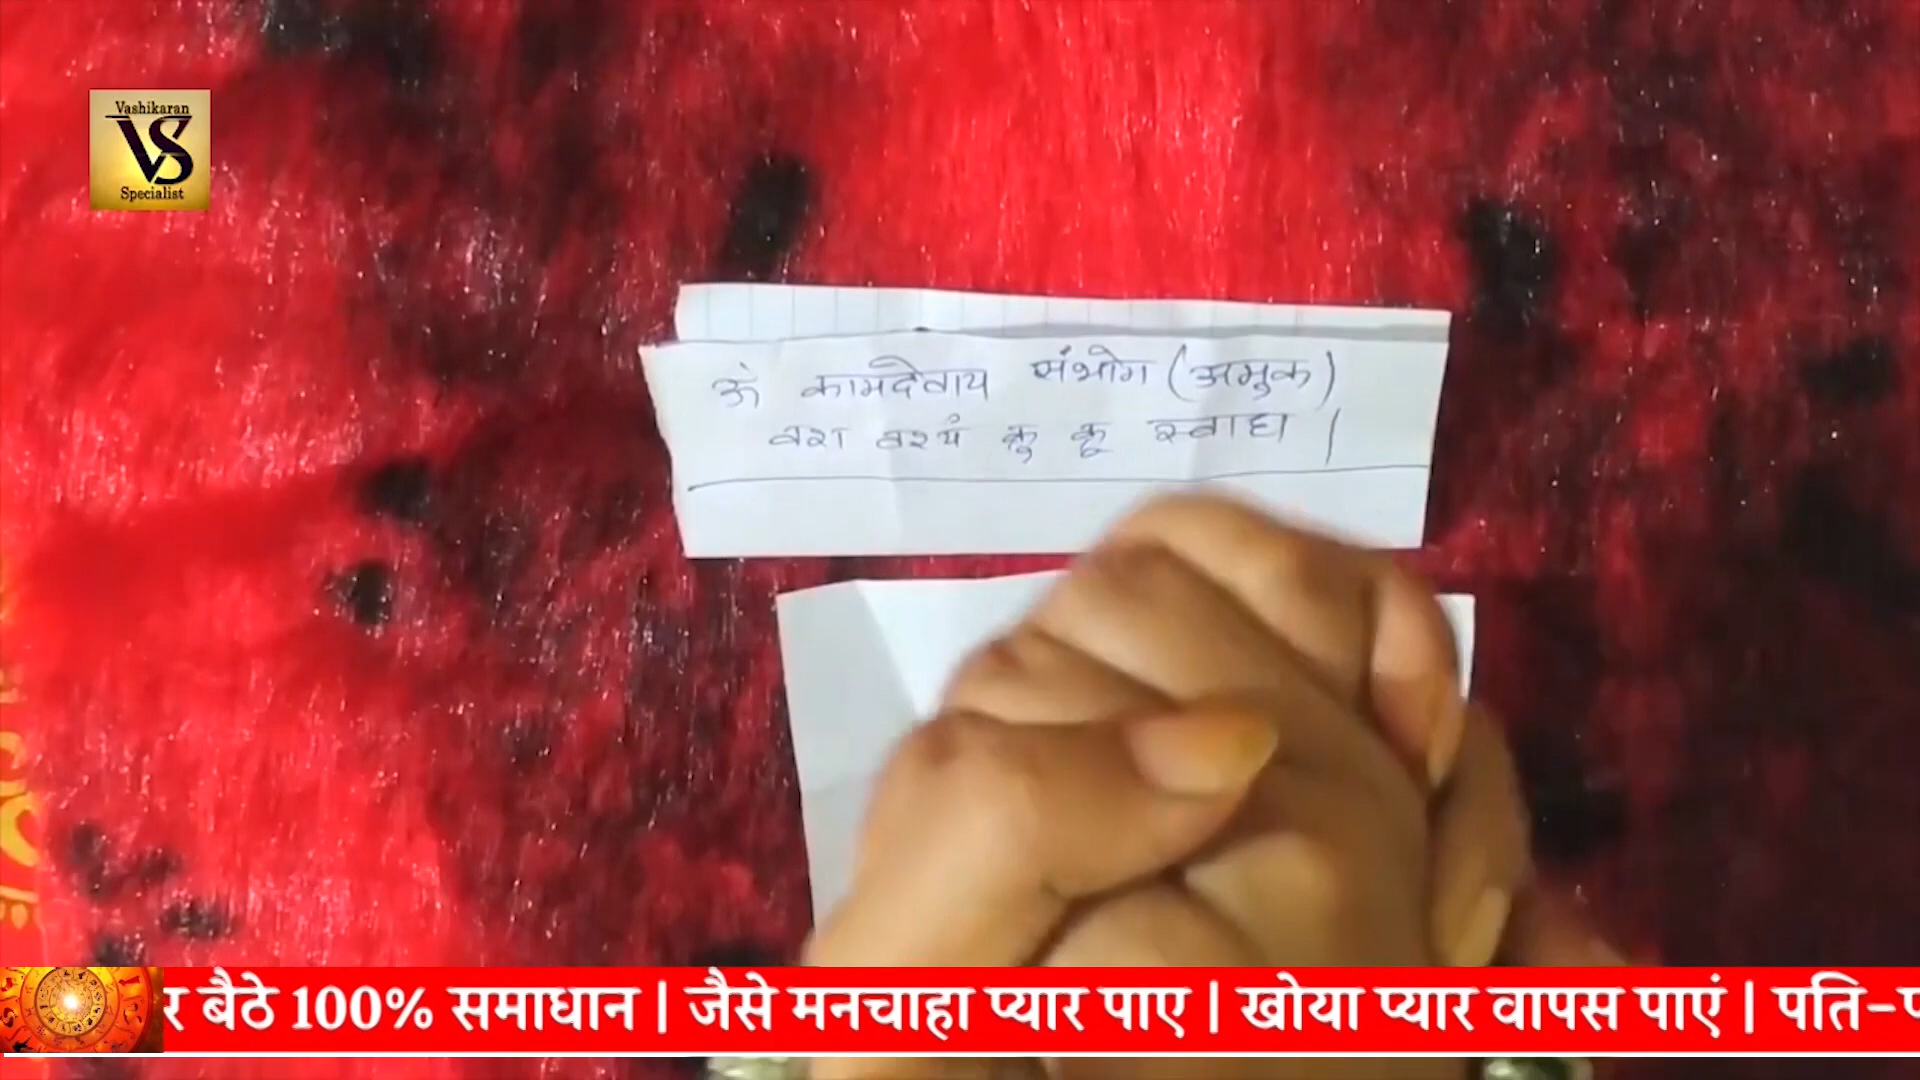 Vashikaran
VS
Specialist
ॐ कामदेवाय संभोग (अमुक)
वश वश्यं कु कू स्वाहा |
र बैठे 100% समाधान | जैसे मनचाहा प्यार पाए | खोया प्यार वापस पाएं | पति-प